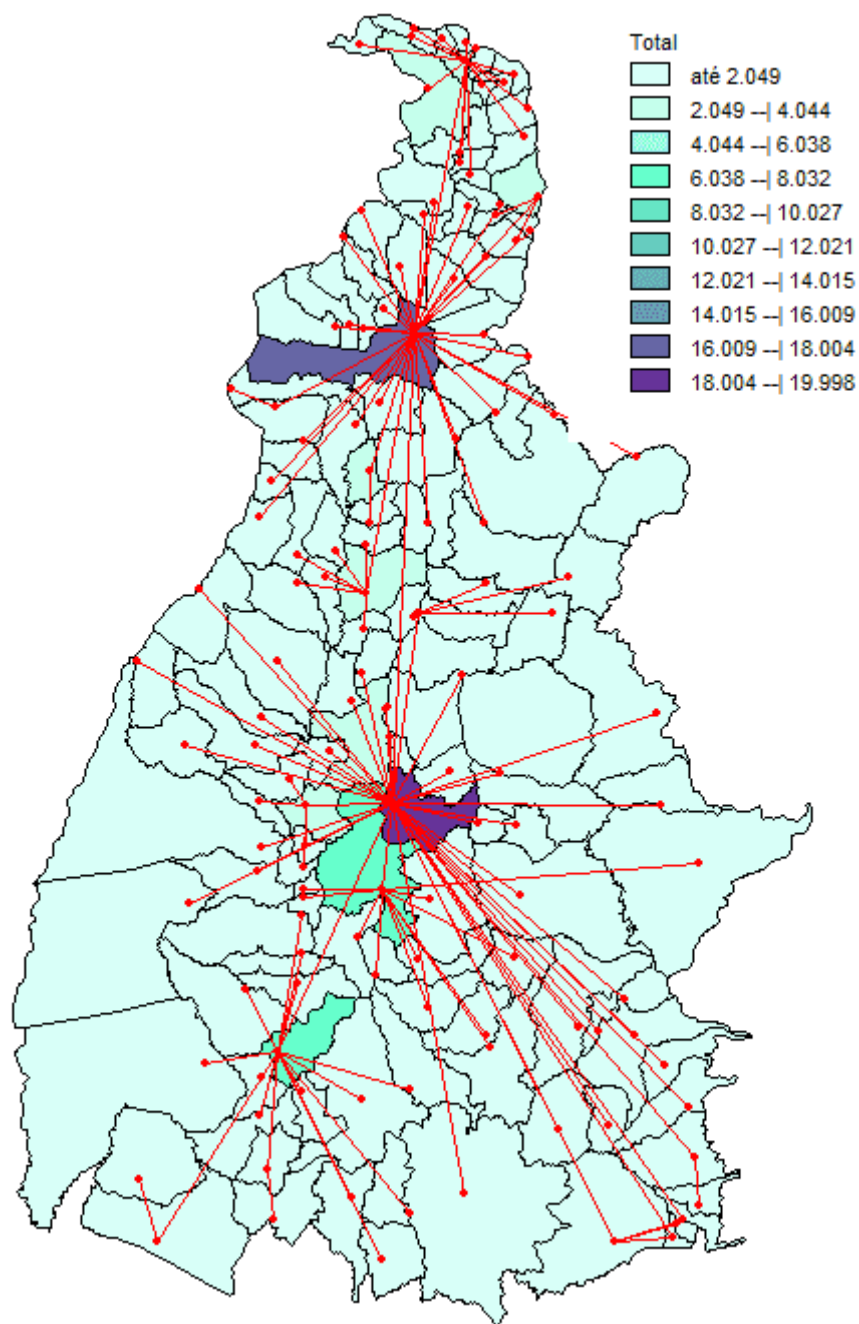 Total
até 2.049
2.049 --| 4.044
4.044 --| 6.038
6.038 --| 8.032
8.032 --| 10.027
10.027 --| 12.021
12.021 --| 14.015
14.015 --| 16.009
16.009 --| 18.004
18.004 --| 19.998